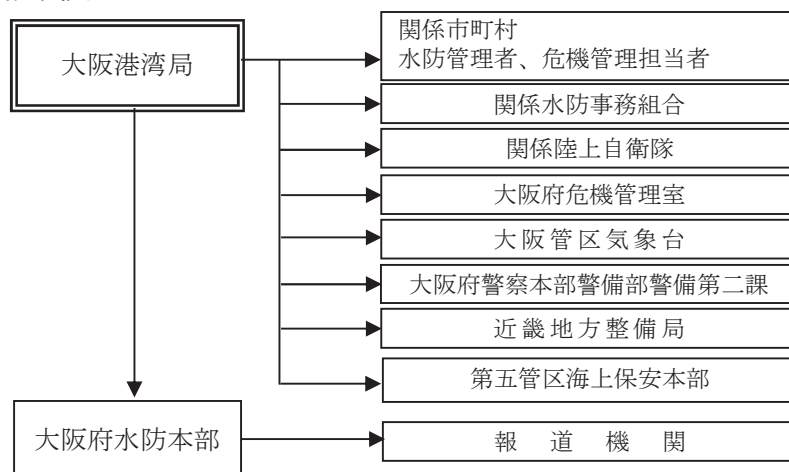 大阪港湾局
関係市町村
水防管理者、危機管理担当者
関係水防事務組合
関係陸上自衛隊
大阪府危機管理室
大阪管区気象台
大阪府警察本部警備部警備第二課
近畿地方整備局
第五管区海上保安本部
大阪府水防本部
報道機関